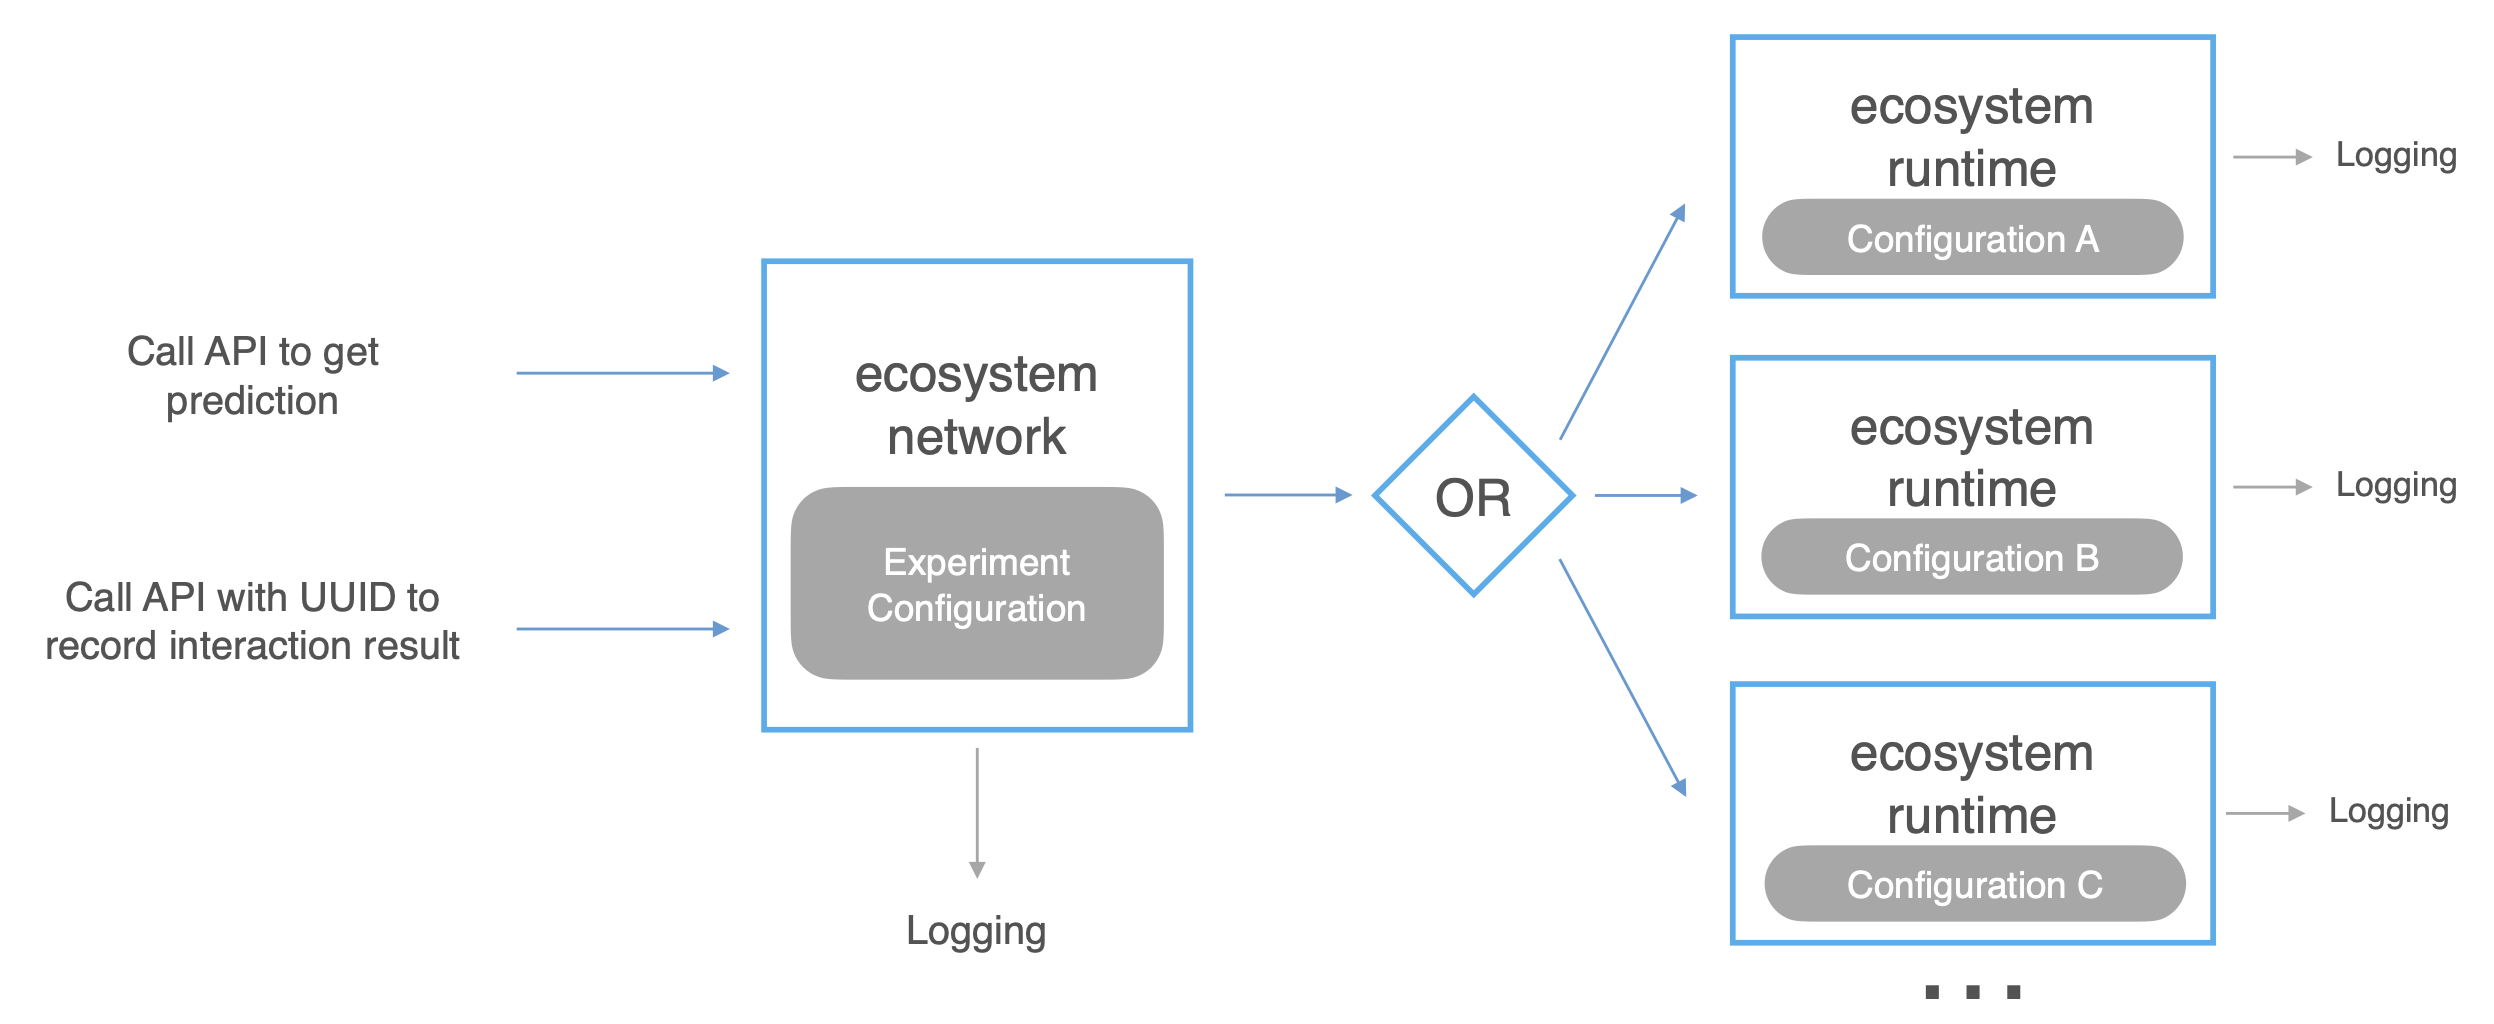 Call API to get
prediction
Call API with UUID to
record interaction result
ecosystem
network
Experiment
Configuration
Logging
OR
ecosystem
runtime
Configuration A
Logging
ecosystem
runtime
Configuration B
Logging
ecosystem
runtime
Configuration C
Logging
...